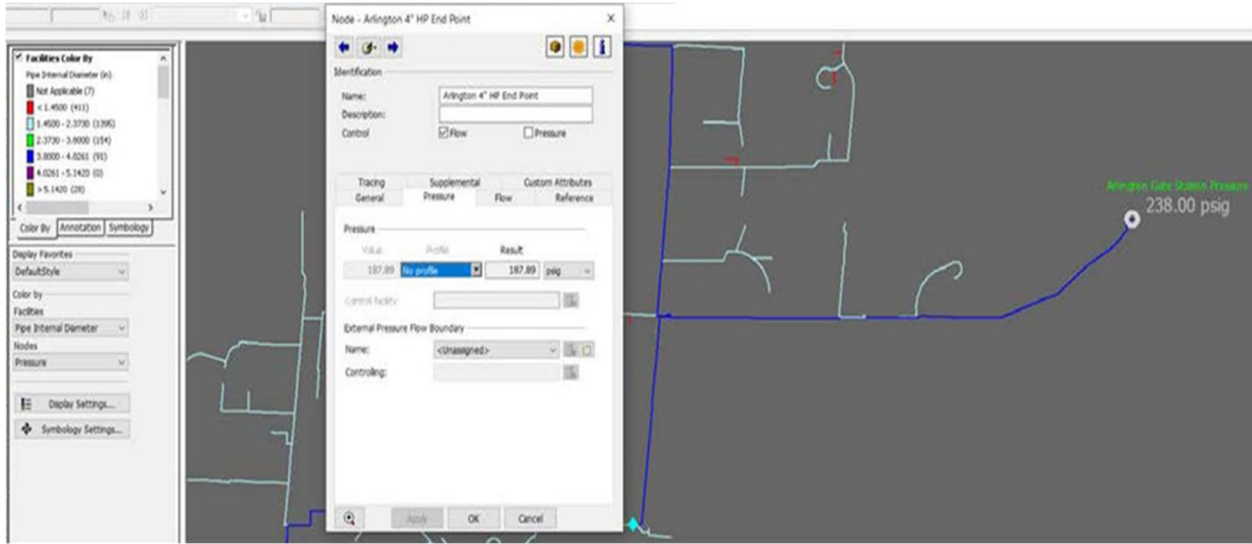 Facilities Color By
Pipe Internal Diameter (in)
Not Applicable (7)
< 1.4500 (411)
1.4500 - 2.3730 (1395)
2.3730 - 3.8000 (154)
3.8000 - 4.0261 (91)
4.0261 - 5.1420 (0)
> 5.1420 (28)
Color By Annotation Symbology
Display Favorites
DefaultStyle
Color by
Facilities
Pipe Internal Diameter
Nodes
Pressure
Display Settings...
Symbology Settings...
Node - Arlington 4" HP End Point
Identification
Name: Arlington 4" HP End Point
Description:
Control Flow Pressure
Tracing Supplemental Custom Attributes
General Pressure Flow Reference
Pressure
Value Profile Result
187.89 No profile 187.89 psig
Control Facility:
External Pressure Flow Boundary
Name: <Unassigned>
Controlling:
Apply OK Cancel
Arlington Gate Station Pressure
238.00 psig